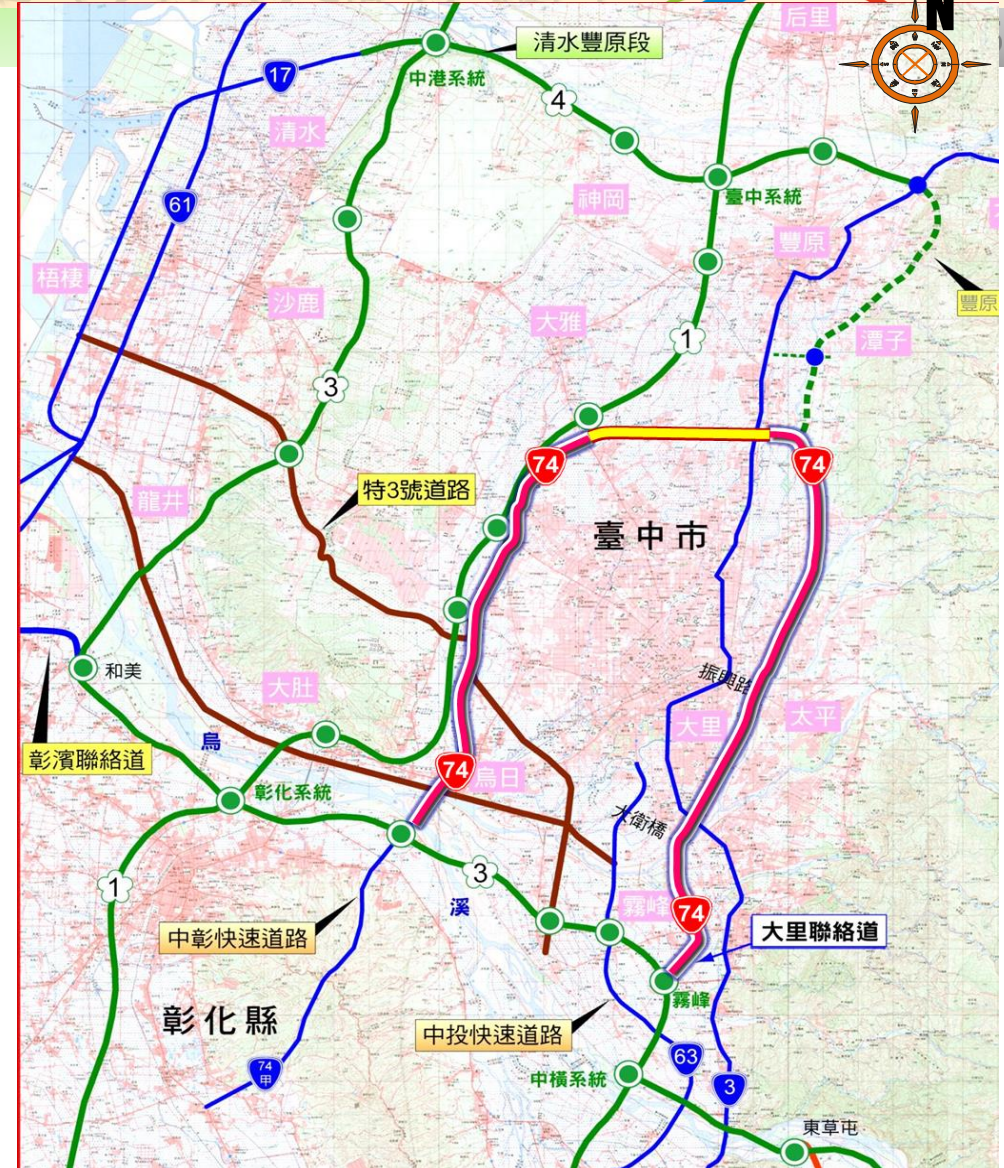 N
后里
清水豐原段
中港系統
17
4
清水
神岡
臺中系統
61
豐原
梧棲
沙鹿
大雅
豐原
潭子
1
3
74
74
特3號道路
龍井
臺中市
和美
振興路
大肚
大里
太平
烏
彰濱聯絡道
74
烏日
彰化系統
大衛橋
1
3
溪
霧峰
74
大里聯絡道
中彰快速道路
霧峰
彰化縣
中投快速道路
63
74甲
中橫系統
3
東草屯